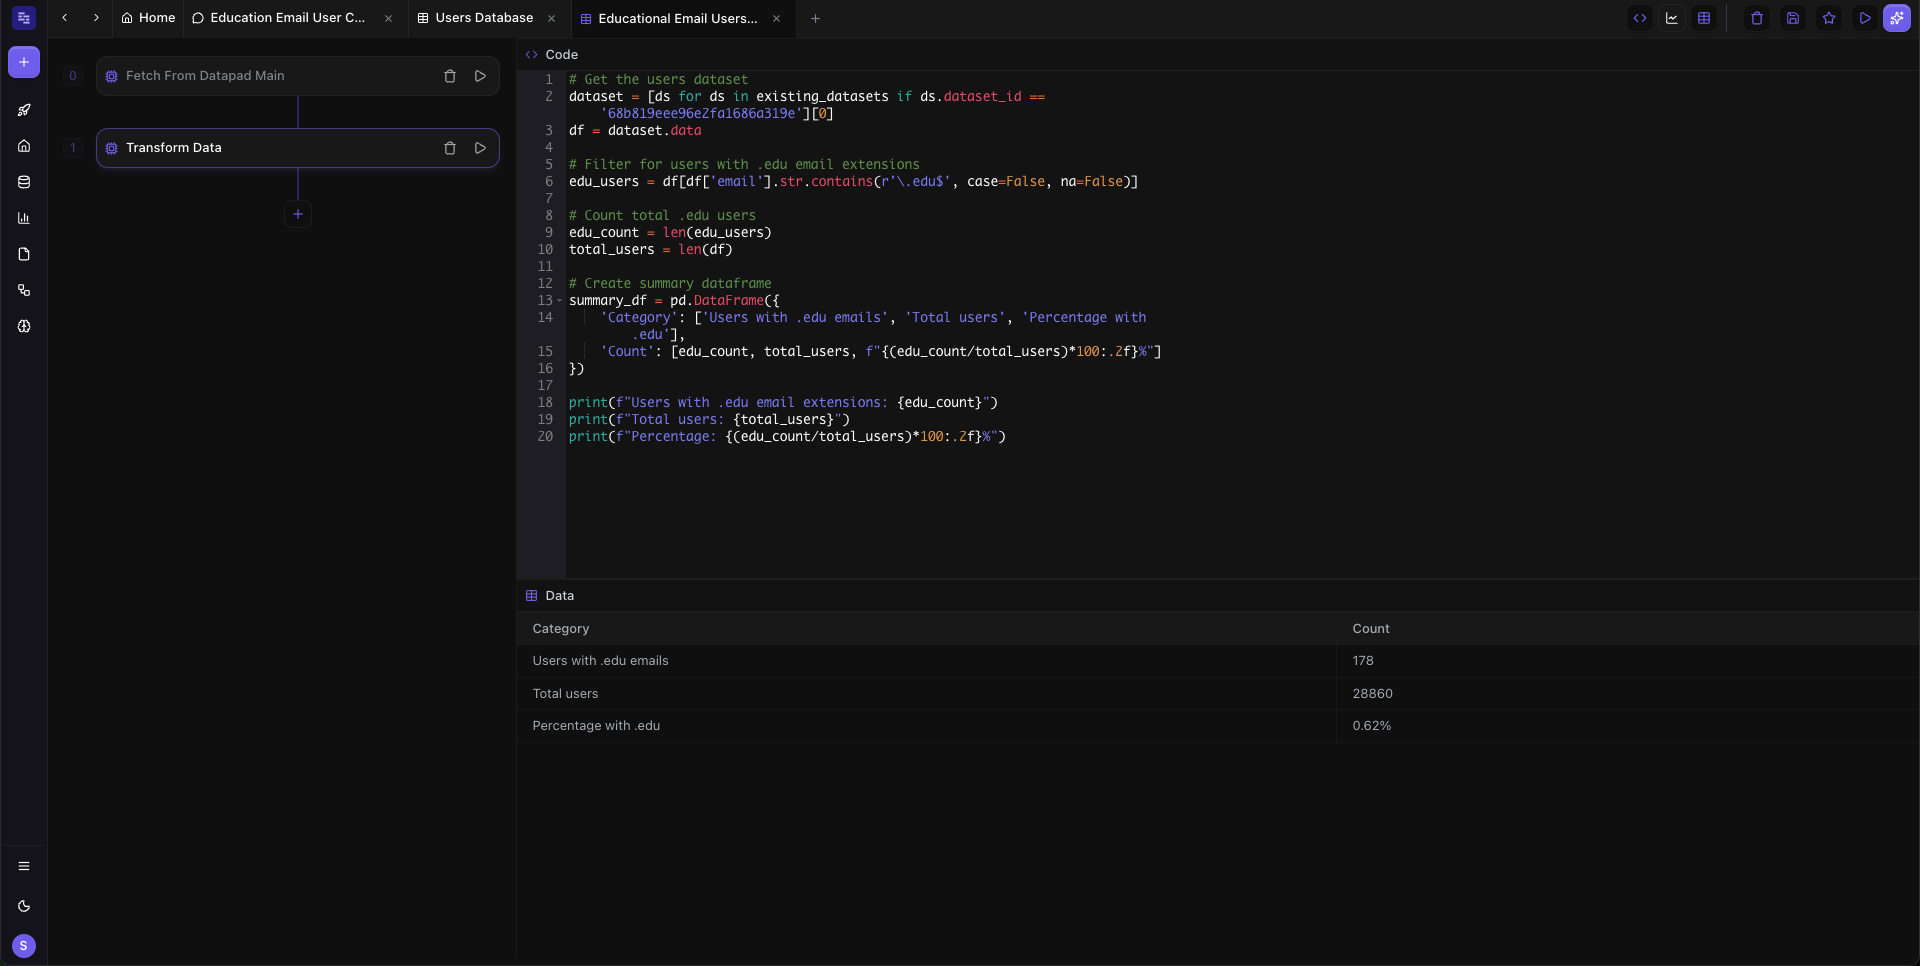 Home
Education Email User C...
Users Database
Educational Email Users...
0 Fetch From Datapad Main
1 Transform Data
S
Code
1 # Get the users dataset
2 dataset = [ds for ds in existing_datasets if ds.dataset_id ==
'68b819eee96e2fa1686a319e'][0]
3 df = dataset.data
4
5 # Filter for users with .edu email extensions
6 edu_users = df[df['email'].str.contains(r'\.edu$', case=False, na=False)]
7
8 # Count total .edu users
9 edu_count = len(edu_users)
10 total_users = len(df)
11
12 # Create summary dataframe
13 summary_df = pd.DataFrame({
14 'Category': ['Users with .edu emails', 'Total users', 'Percentage with
.edu'],
15 'Count': [edu_count, total_users, f"{(edu_count/total_users)*100:.2f}%"]
16 })
17
18 print(f"Users with .edu email extensions: {edu_count}")
19 print(f"Total users: {total_users}")
20 print(f"Percentage: {(edu_count/total_users)*100:.2f}%")
Data
Category Count
Users with .edu emails 178
Total users 28860
Percentage with .edu 0.62%